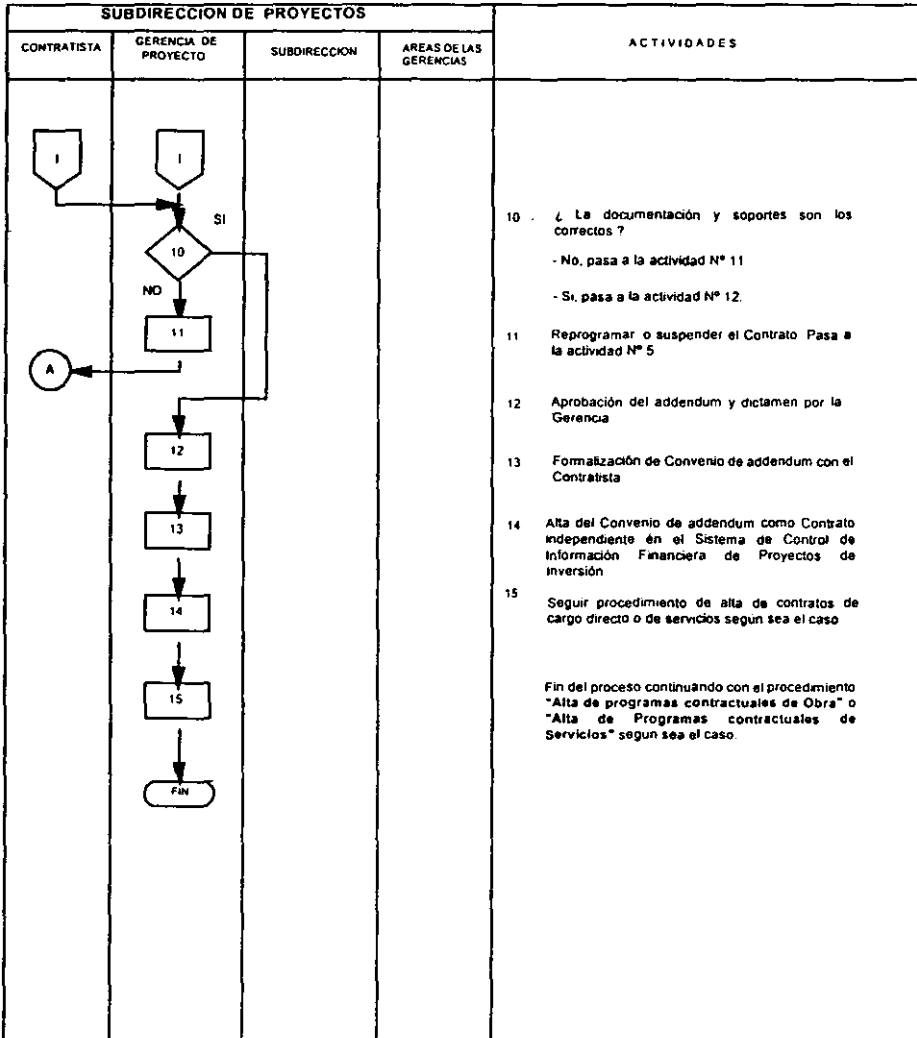 SUBDIRECCION DE PROYECTOS
CONTRATISTA
GERENCIA DE
PROYECTO
SUBDIRECCION
AREAS DE LAS
GERENCIAS
ACTIVIDADES
I
I
SI
10
NO
11
A
12
13
14
15
FIN
10 . ¿ La documentación y soportes son los
correctos ?
- No, pasa a la actividad N° 11
- Si, pasa a la actividad N° 12.
11 Reprogramar o suspender el Contrato Pasa a
la actividad N° 5
12 Aprobación del addendum y dictamen por la
Gerencia
13 Formalización de Convenio de addendum con el
Contratista
14 Alta del Convenio de addendum como Contrato
independiente en el Sistema de Control de
Información Financiera de Proyectos de
Inversión
15 Seguir procedimiento de alta de contratos de
cargo directo o de servicios según sea el caso
Fin del proceso continuando con el procedimiento
"Alta de programas contractuales de Obra" o
"Alta de Programas contractuales de
Servicios" segun sea el caso.